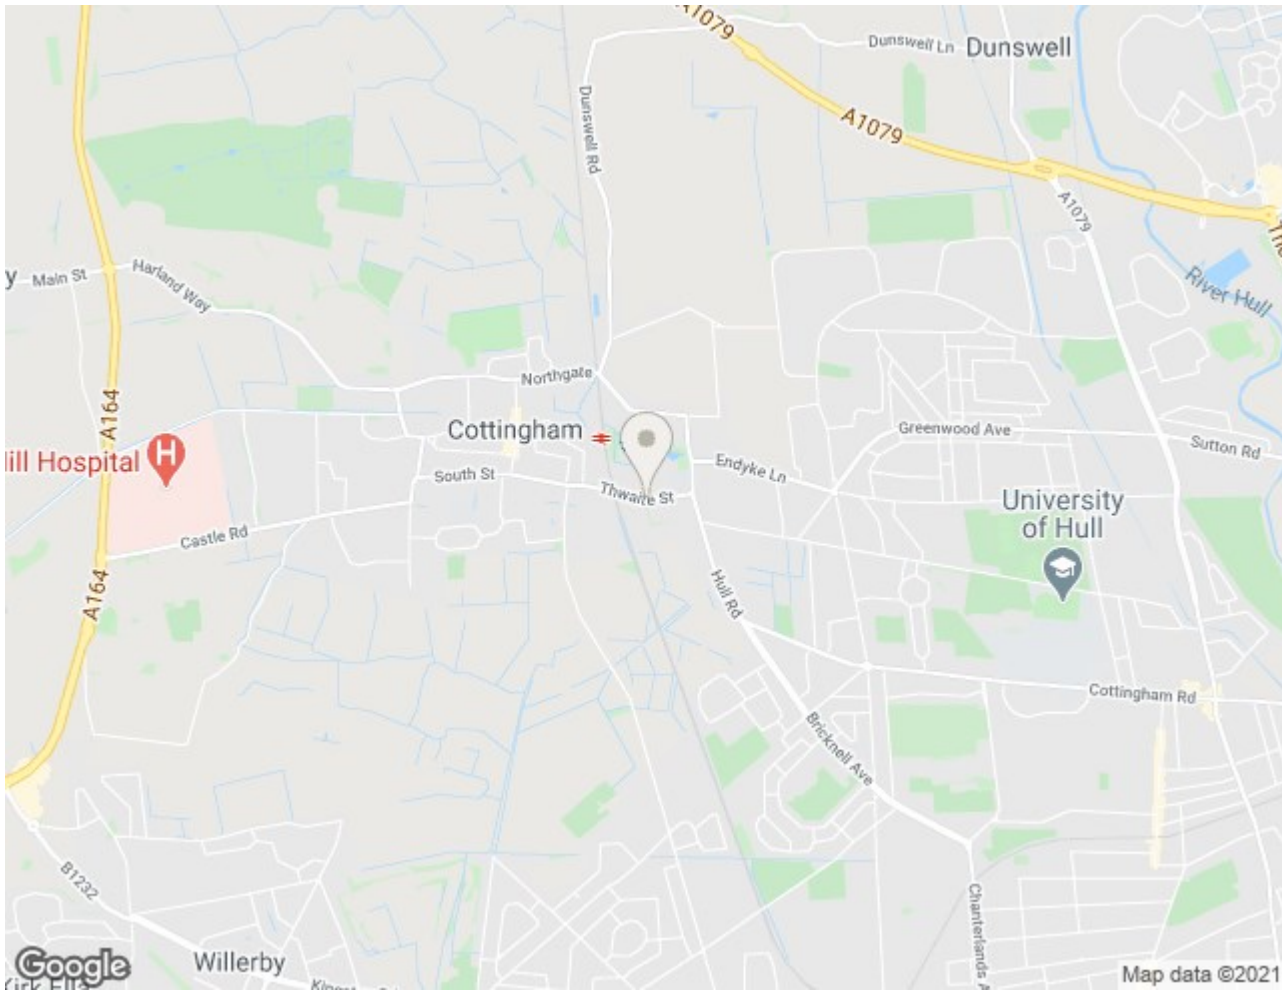 A1079
Dunswell Ln
Dunswell
Dunswell Rd
A1079
A1079
River Hull
Main St
Harland Way
A164
Northgate
Cottingham
Greenwood Ave
Sutton Rd
ill Hospital
H
South St
Thwaite St
Endyke Ln
University
of Hull
Castle Rd
A164
Hull Rd
Cottingham Rd
Bricknell Ave
B1232
Chanterlands A
Willerby
Google
Map data ©2021